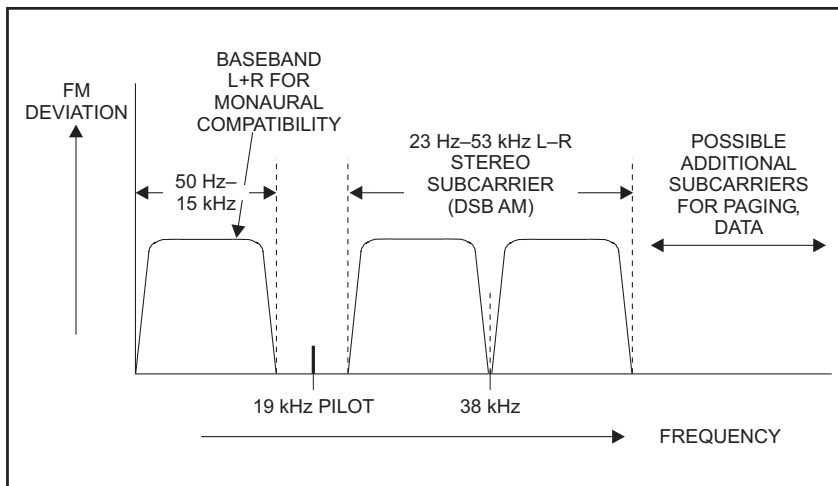 FM
DEVIATION
BASEBAND
L+R FOR
MONAURAL
COMPATIBILITY
50 Hz–
15 kHz
23 Hz–53 kHz L–R
STEREO
SUBCARRIER
(DSB AM)
POSSIBLE
ADDITIONAL
SUBCARRIERS
FOR PAGING,
DATA
19 kHz PILOT
38 kHz
FREQUENCY